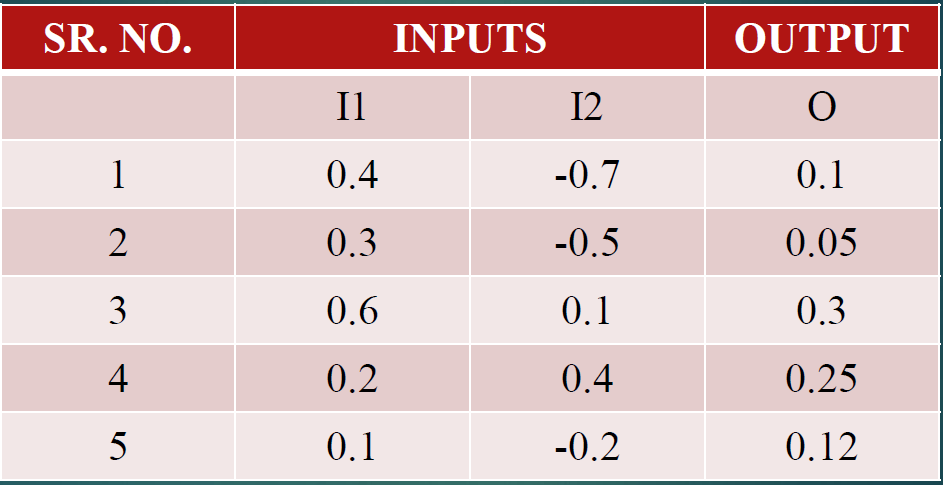 SR. NO. INPUTS OUTPUT
I1 I2 O
1 0.4 -0.7 0.1
2 0.3 -0.5 0.05
3 0.6 0.1 0.3
4 0.2 0.4 0.25
5 0.1 -0.2 0.12